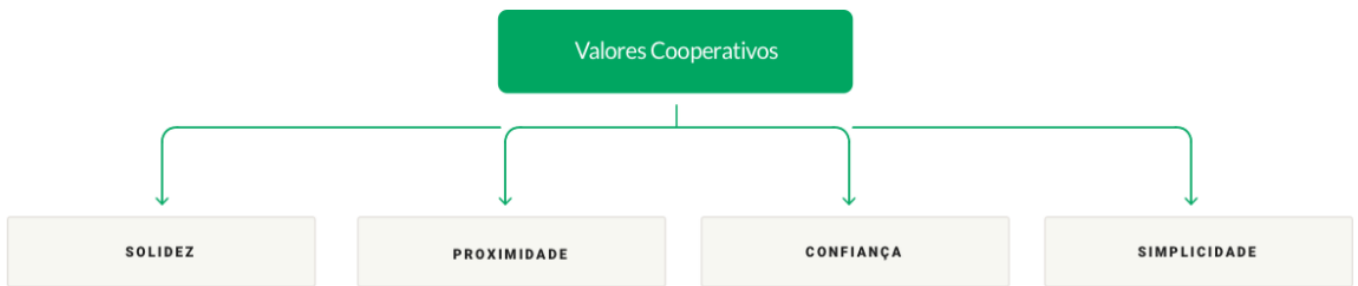 Valores Cooperativos
SOLIDEZ
PROXIMIDADE
CONFIANÇA
SIMPLICIDADE